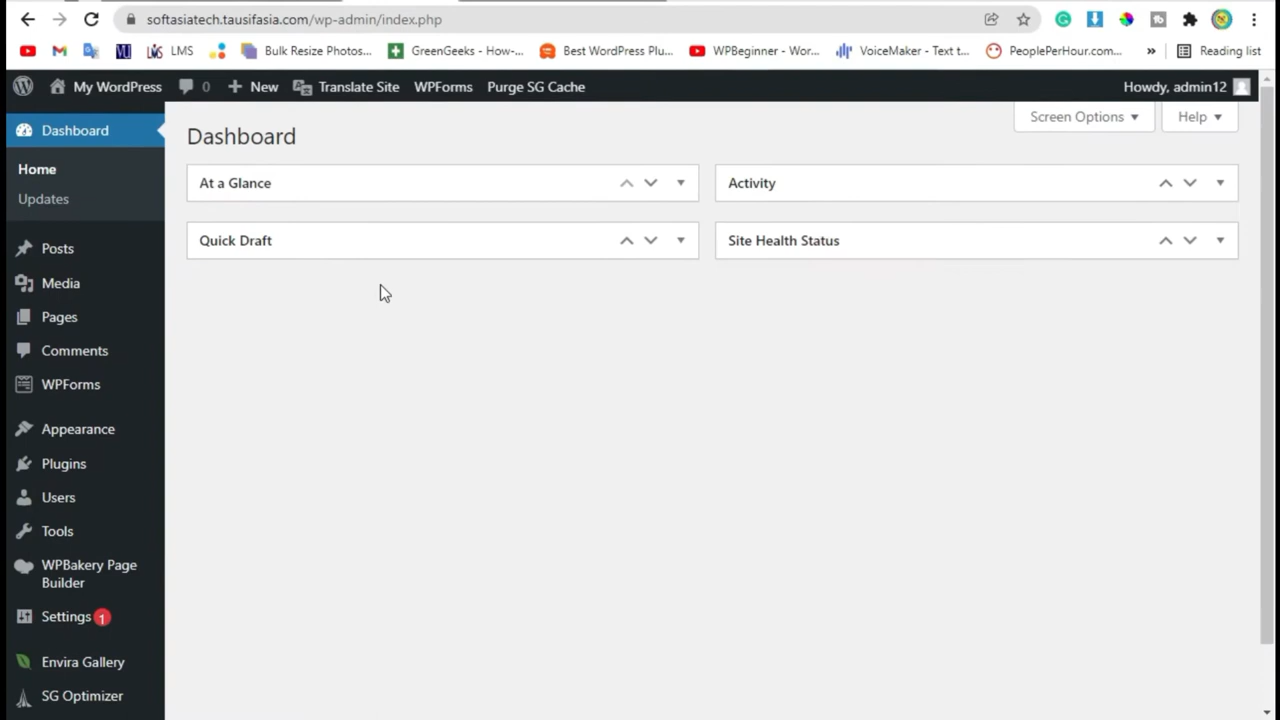 softasiatech.tausifasia.com/wp-admin/index.php
LMS Bulk Resize Photos... GreenGeeks - How-... Best WordPress Plu... WPBeginner - Wor... VoiceMaker - Text t... PeoplePerHour.com... » Reading list
My WordPress 0 + New Translate Site WPForms Purge SG Cache Howdy, admin12
Screen Options ▼ Help ▼
Dashboard
Home
Updates
Posts
Media
Pages
Comments
WPForms
Appearance
Plugins
Users
Tools
WPBakery Page
Builder
Settings 1
Envira Gallery
SG Optimizer
Dashboard
At a Glance
Activity
Quick Draft
Site Health Status